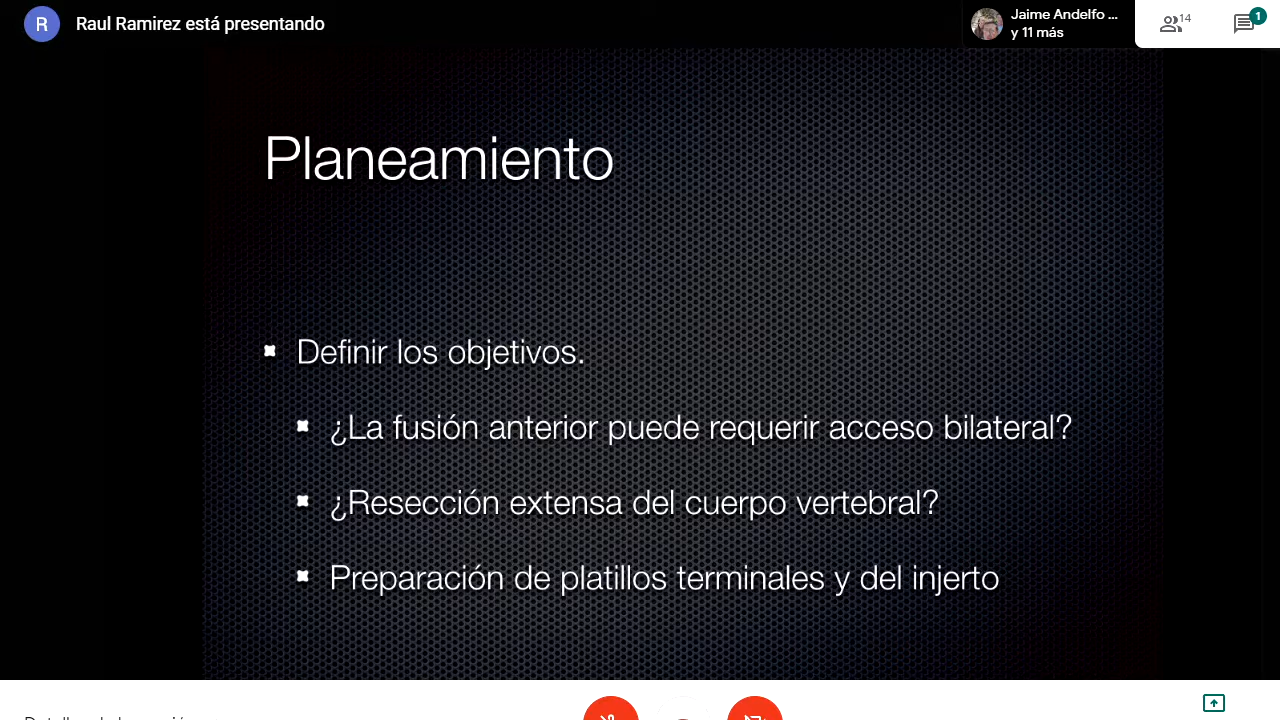 R
Raul Ramirez está presentando
Jaime Andelfo ...
y 11 más
14
1
Planeamiento
Definir los objetivos.
¿La fusión anterior puede requerir acceso bilateral?
¿Resección extensa del cuerpo vertebral?
Preparación de platillos terminales y del injerto